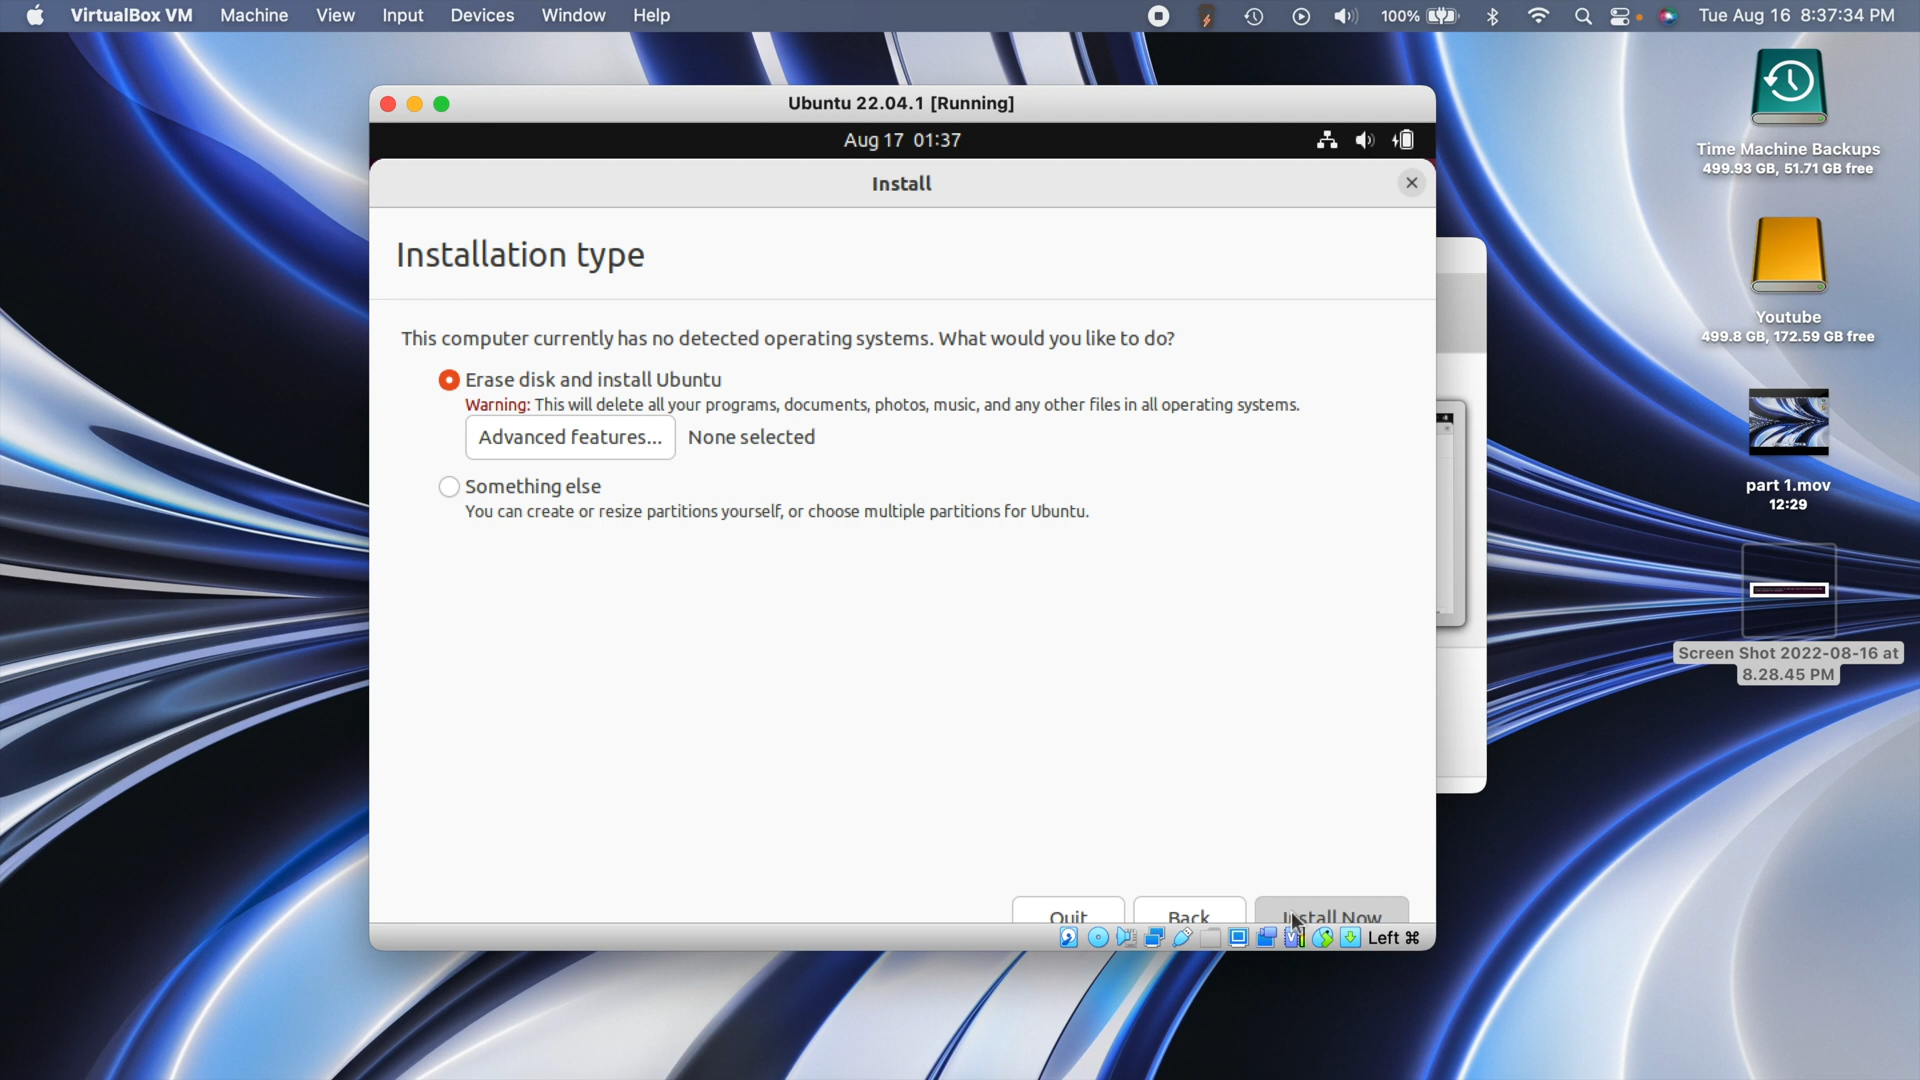 VirtualBox VM Machine View Input Devices Window Help 100% Tue Aug 16 8:37:34 PM
Ubuntu 22.04.1 [Running]
Aug 17 01:37
Install
Installation type
This computer currently has no detected operating systems. What would you like to do?
Erase disk and install Ubuntu
Warning: This will delete all your programs, documents, photos, music, and any other files in all operating systems.
Advanced features... None selected
Something else
You can create or resize partitions yourself, or choose multiple partitions for Ubuntu.
Quit Back Install Now
Left ⌘
Time Machine Backups
499.93 GB, 51.71 GB free
Youtube
499.8 GB, 172.59 GB free
part 1.mov
12:29
Screen Shot 2022-08-16 at
8.28.45 PM